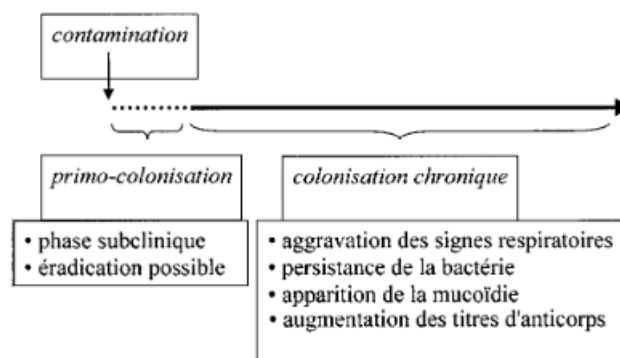 contamination
primo-colonisation
colonisation chronique
• phase subclinique
• éradication possible
• aggravation des signes respiratoires
• persistance de la bactérie
• apparition de la mucoïdie
• augmentation des titres d'anticorps